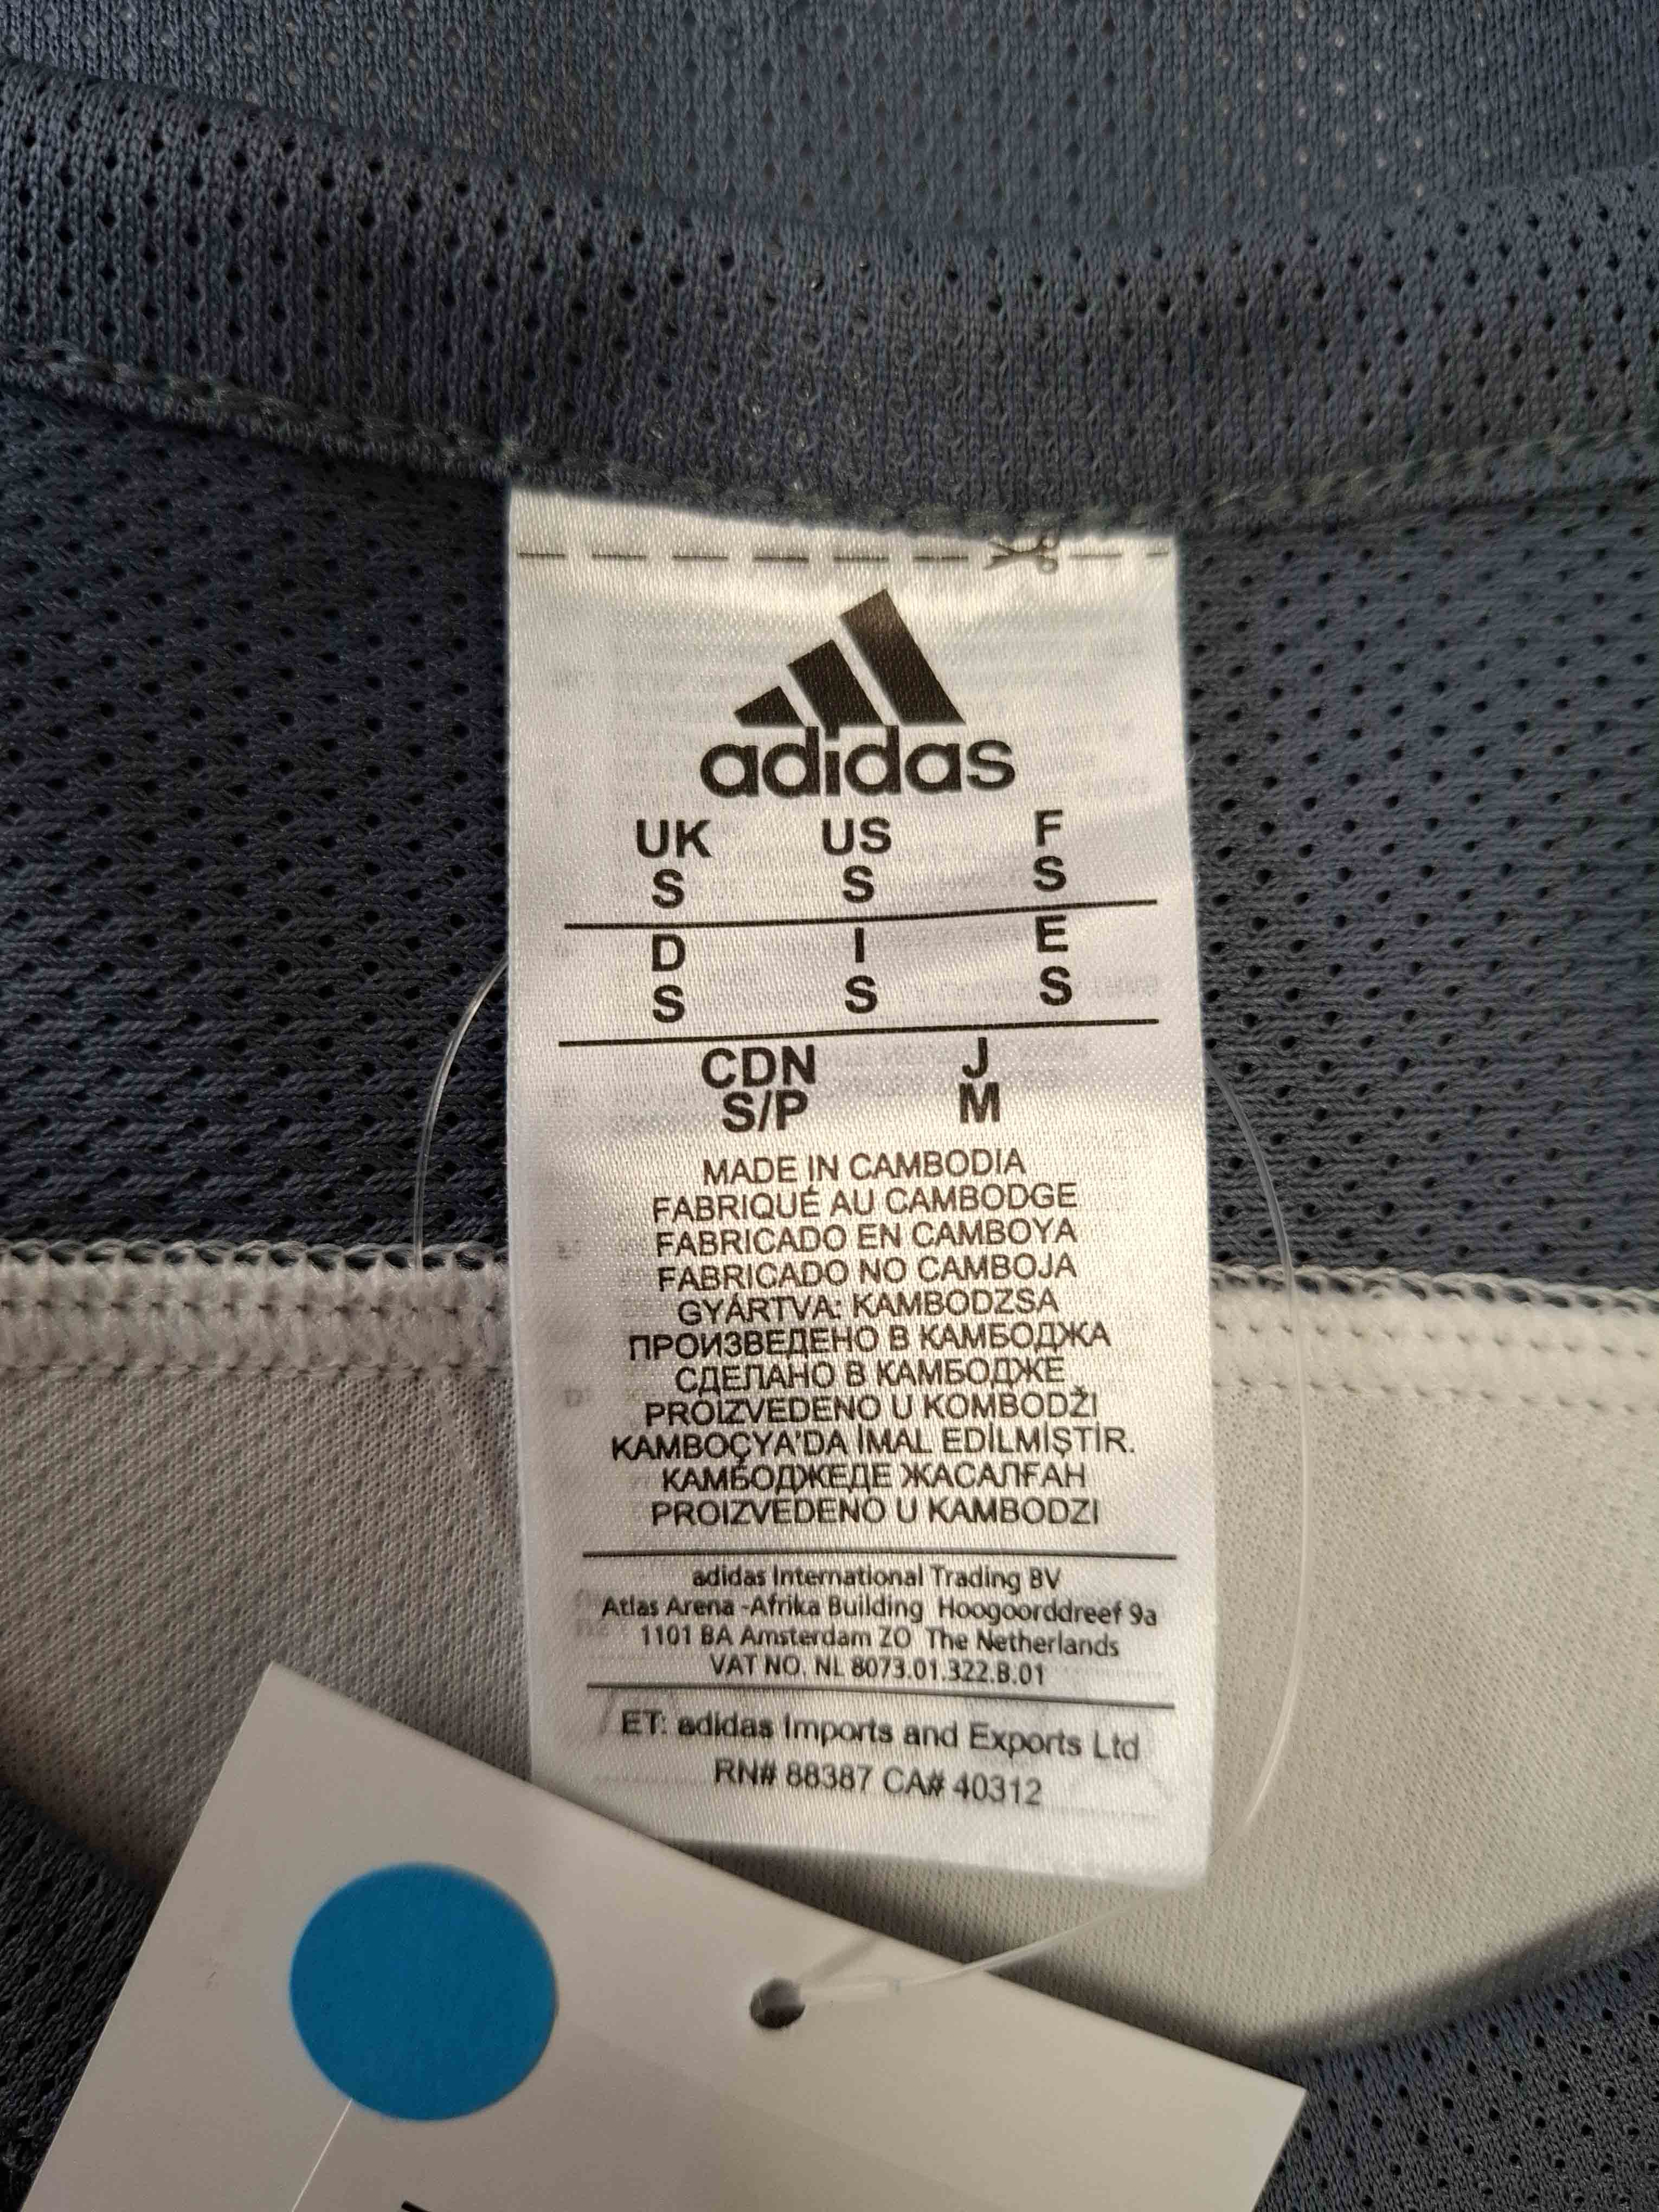 adidas
UK US F
S S S
D I E
S S S
CDN J
S/P M
MADE IN CAMBODIA
FABRIQUÉ AU CAMBODGE
FABRICADO EN CAMBOYA
FABRICADO NO CAMBOJA
GYÁRTVA: KAMBODZSA
ПРОИЗВЕДЕНО В КАМБОДЖА
СДЕЛАНО В КАМБОДЖЕ
PROIZVEDENO U KOMBODŽI
KAMBOÇYA'DA İMAL EDİLMİŞTİR.
КАМБОДЖЕДЕ ЖАСАЛҒАН
PROIZVEDENO U KAMBODZI
adidas International Trading BV
Atlas Arena -Afrika Building Hoogoorddreef 9a
1101 BA Amsterdam ZO The Netherlands
VAT NO. NL 8073.01.322.B.01
ET: adidas Imports and Exports Ltd
RN# 88387 CA# 40312